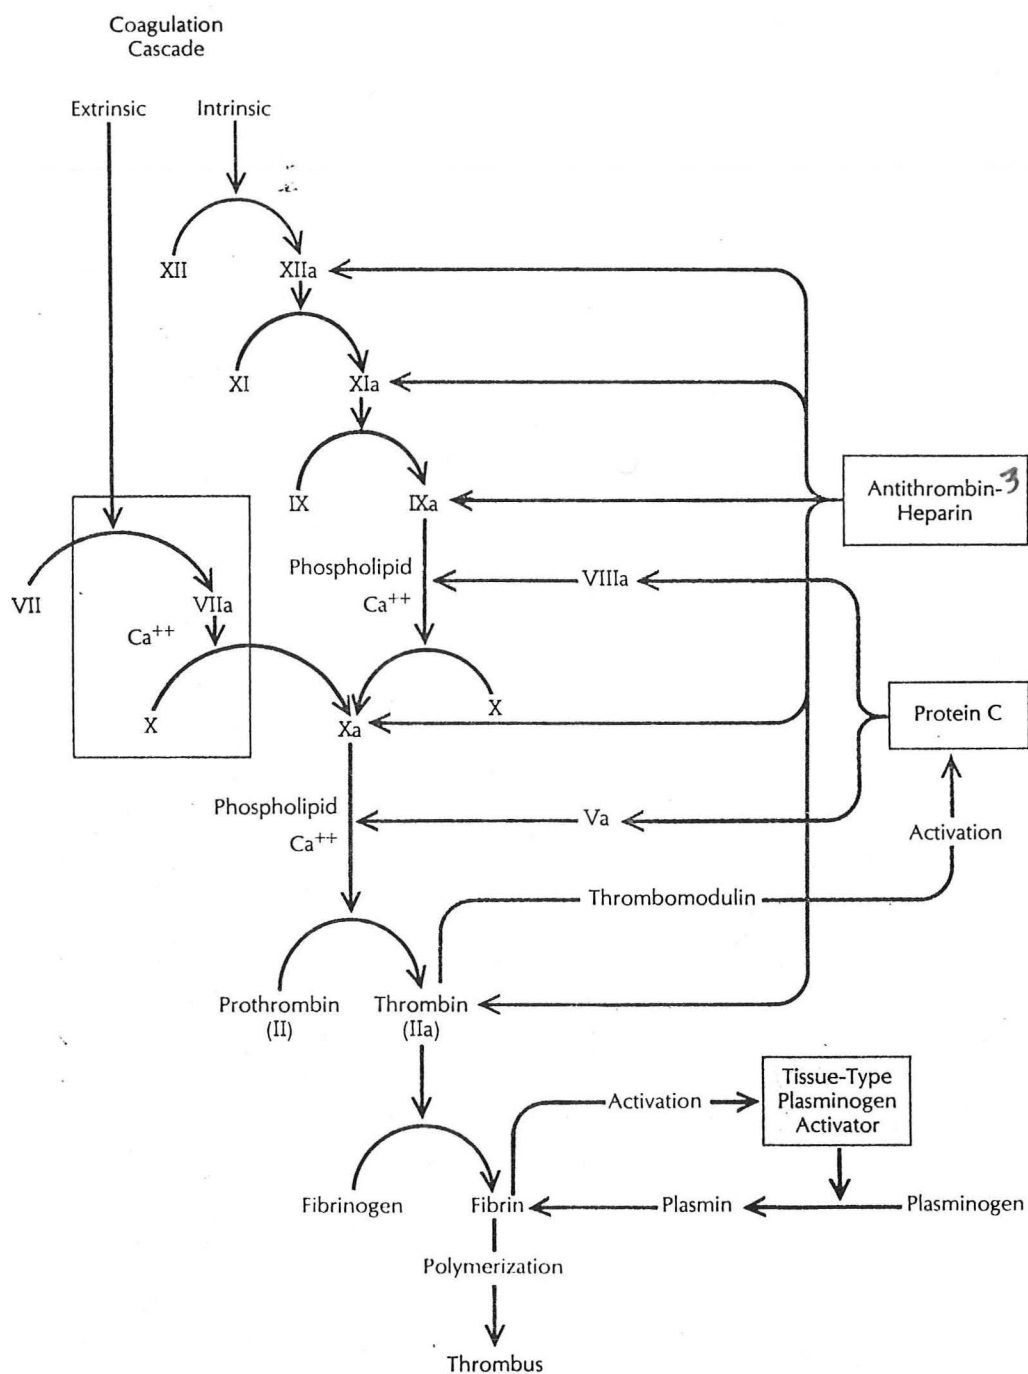 Coagulation
Cascade
Extrinsic
Intrinsic
XII
XIIa
XI
XIa
IX
IXa
Antithrombin-3
Heparin
Phospholipid
Ca++
VIIIa
VII
VIIa
Ca++
X
X
Xa
Protein C
Phospholipid
Ca++
Va
Activation
Thrombomodulin
Prothrombin
(II)
Thrombin
(IIa)
Activation
Tissue-Type
Plasminogen
Activator
Fibrinogen
Fibrin
Plasmin
Plasminogen
Polymerization
Thrombus